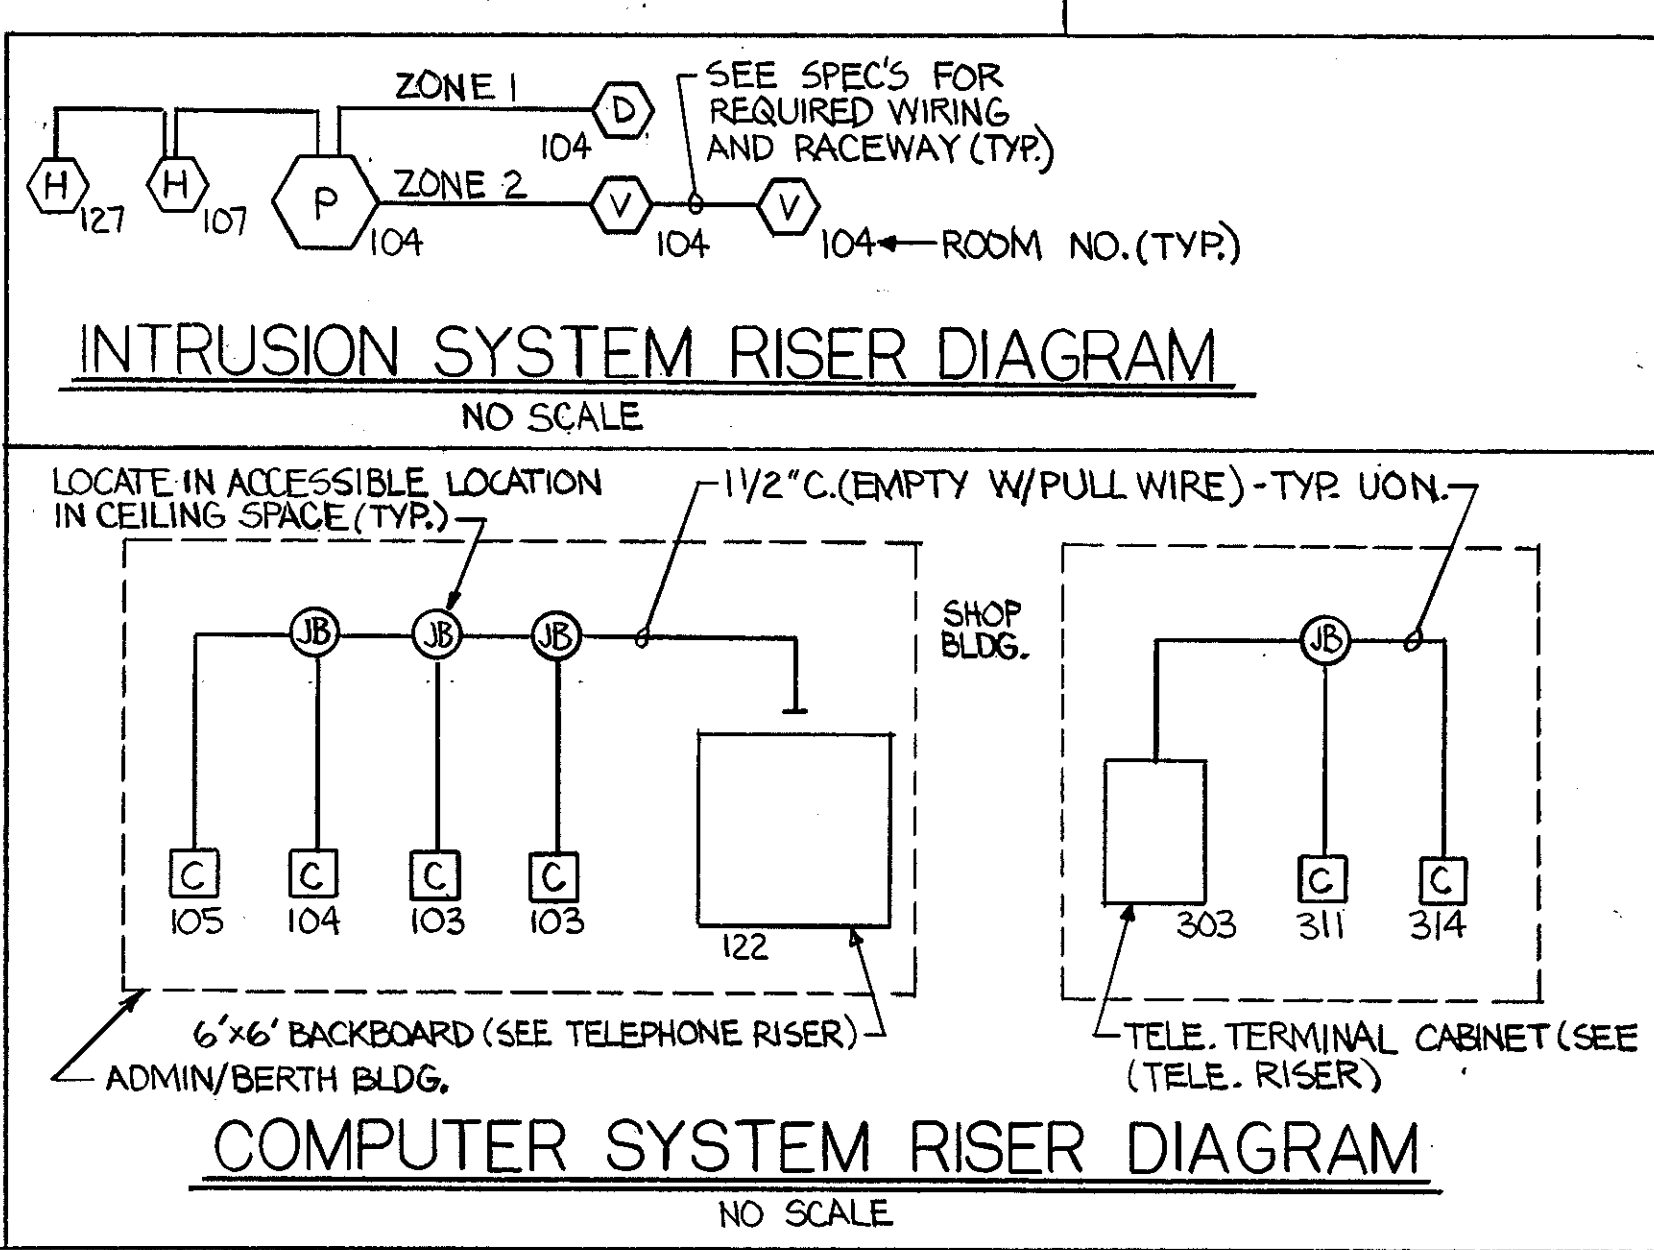 ZONE 1
D
104
SEE SPEC'S FOR
REQUIRED WIRING
AND RACEWAY (TYP.)
H
127
H
107
P
104
ZONE 2
V
104
V
104
ROOM NO. (TYP.)
INTRUSION SYSTEM RISER DIAGRAM
NO SCALE
LOCATE IN ACCESSIBLE LOCATION
IN CEILING SPACE (TYP.)
1 1/2" C. (EMPTY W/PULL WIRE) - TYP. UON.
JB
JB
JB
SHOP
BLDG.
JB
C
105
C
104
C
103
C
103
122
303
C
311
C
314
6'x6' BACKBOARD (SEE TELEPHONE RISER)
ADMIN/BERTH BLDG.
TELE. TERMINAL CABINET (SEE
(TELE. RISER)
COMPUTER SYSTEM RISER DIAGRAM
NO SCALE